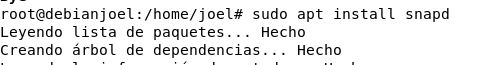 root@debianjoel:/home/joel# sudo apt install snapd
Leyendo lista de paquetes... Hecho
Creando árbol de dependencias... Hecho